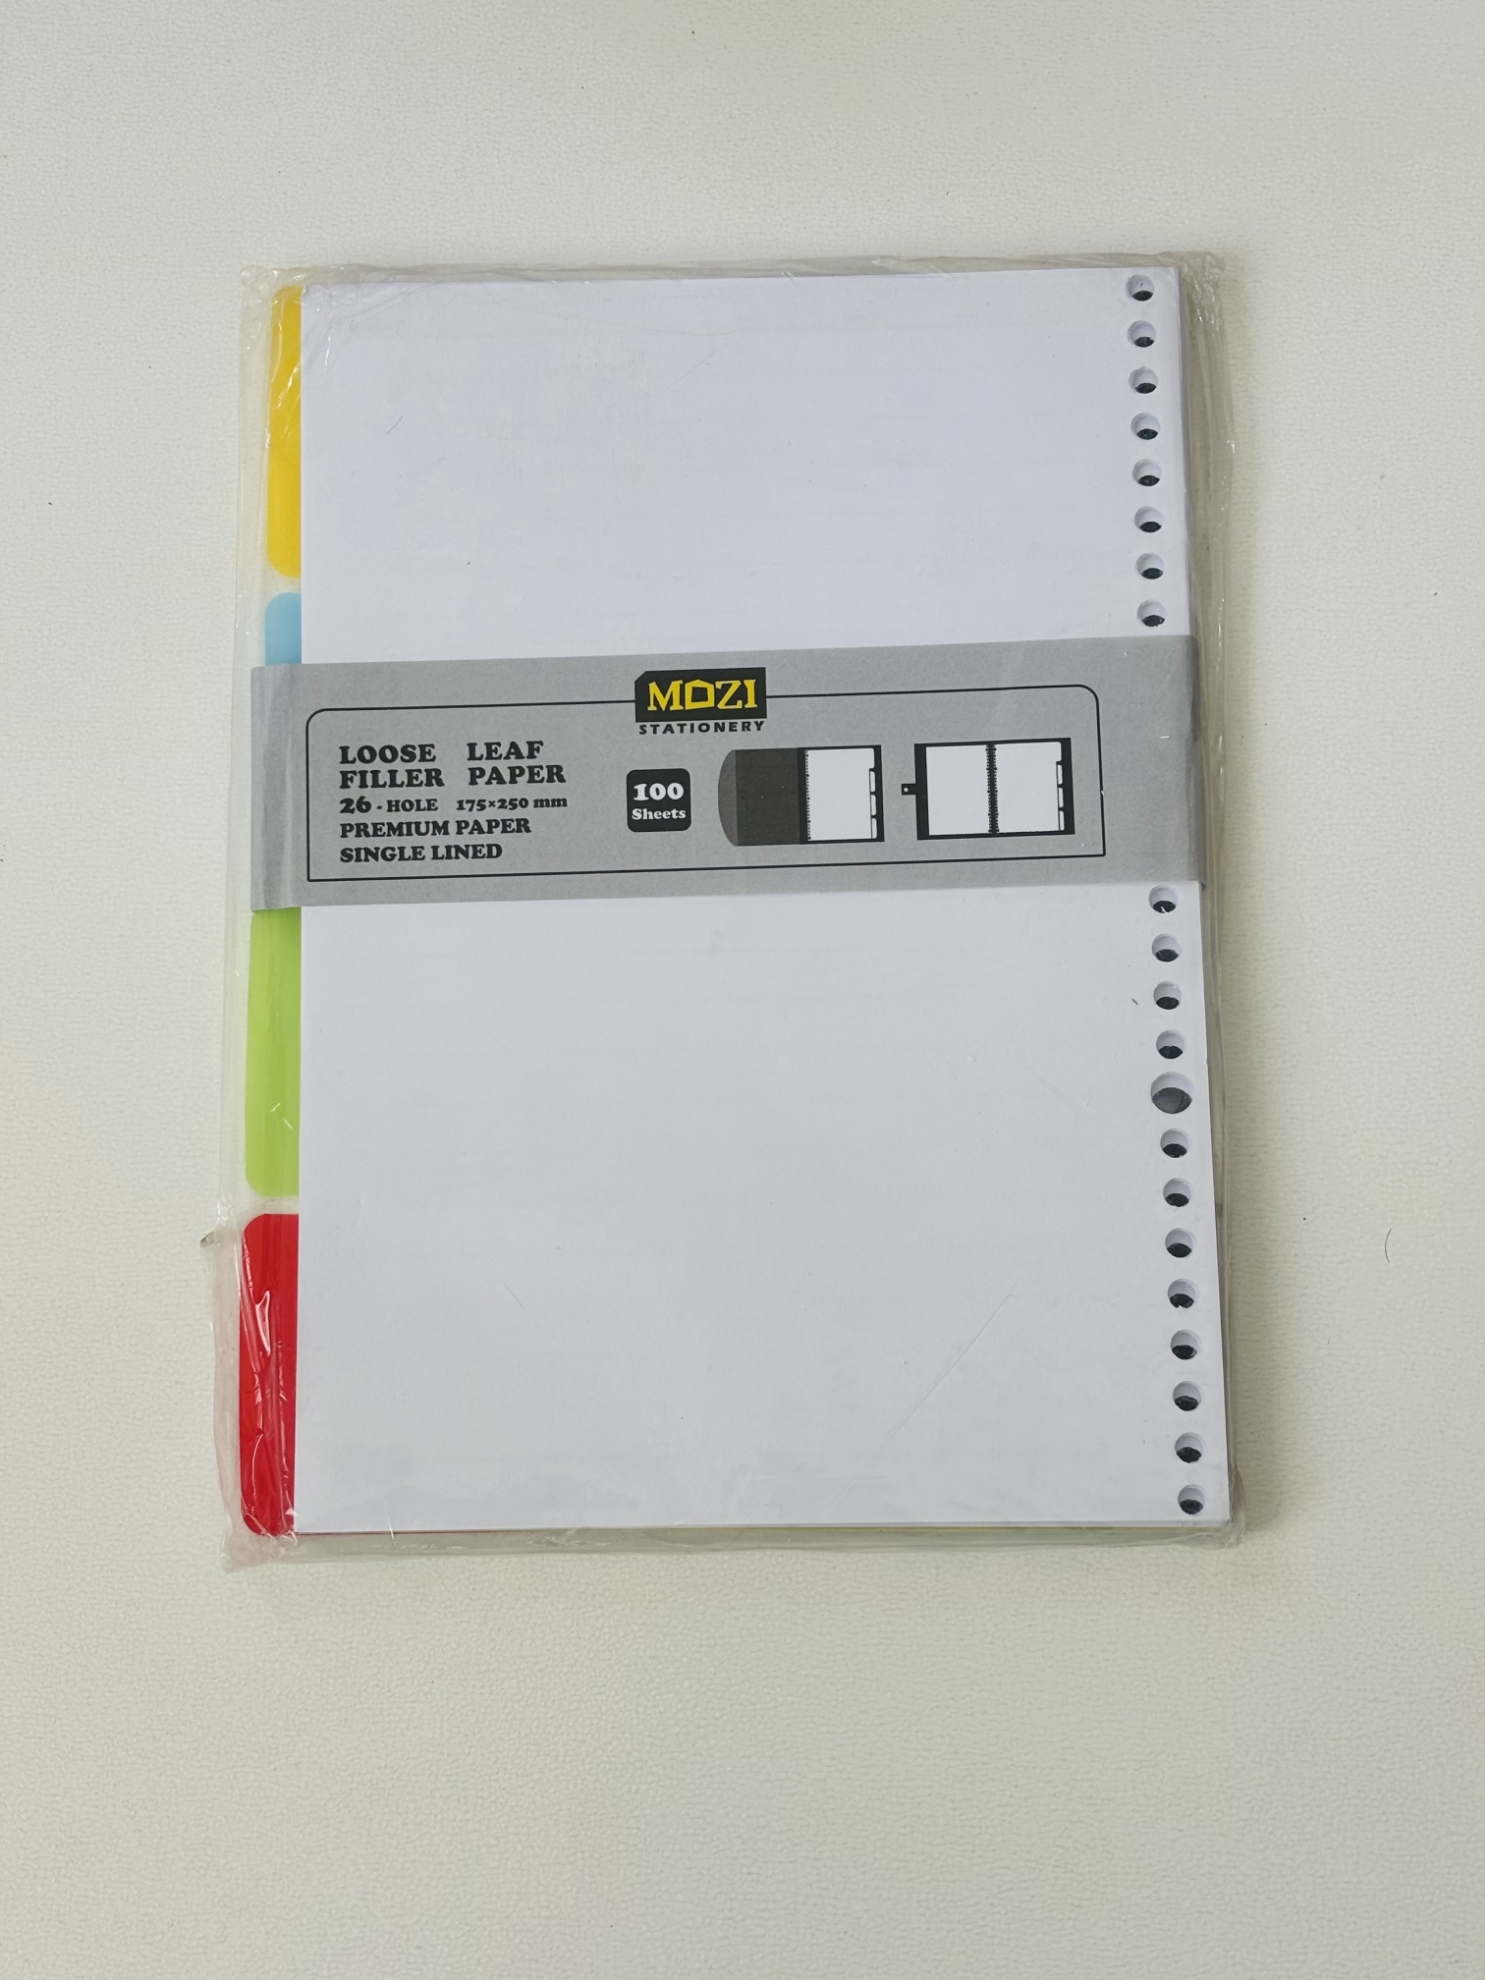 MOZI
STATIONERY
LOOSE LEAF
FILLER PAPER
26 - HOLE 175×250 mm
PREMIUM PAPER
SINGLE LINED
100
Sheets